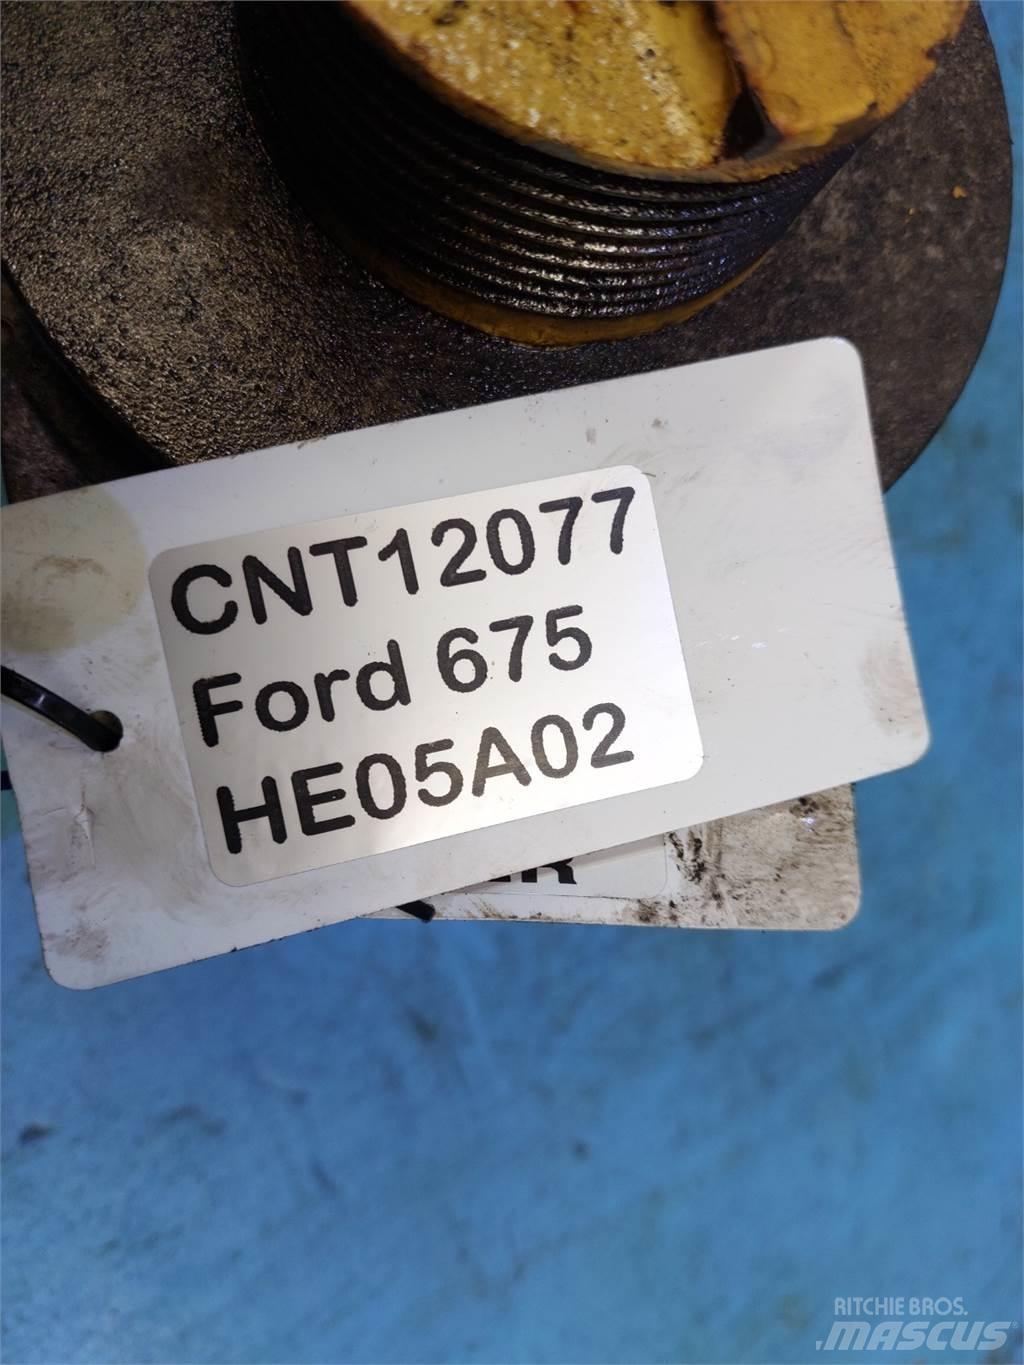 CNT12077
Ford 675
HE05A02
RITCHIE BROS.
MASCUS